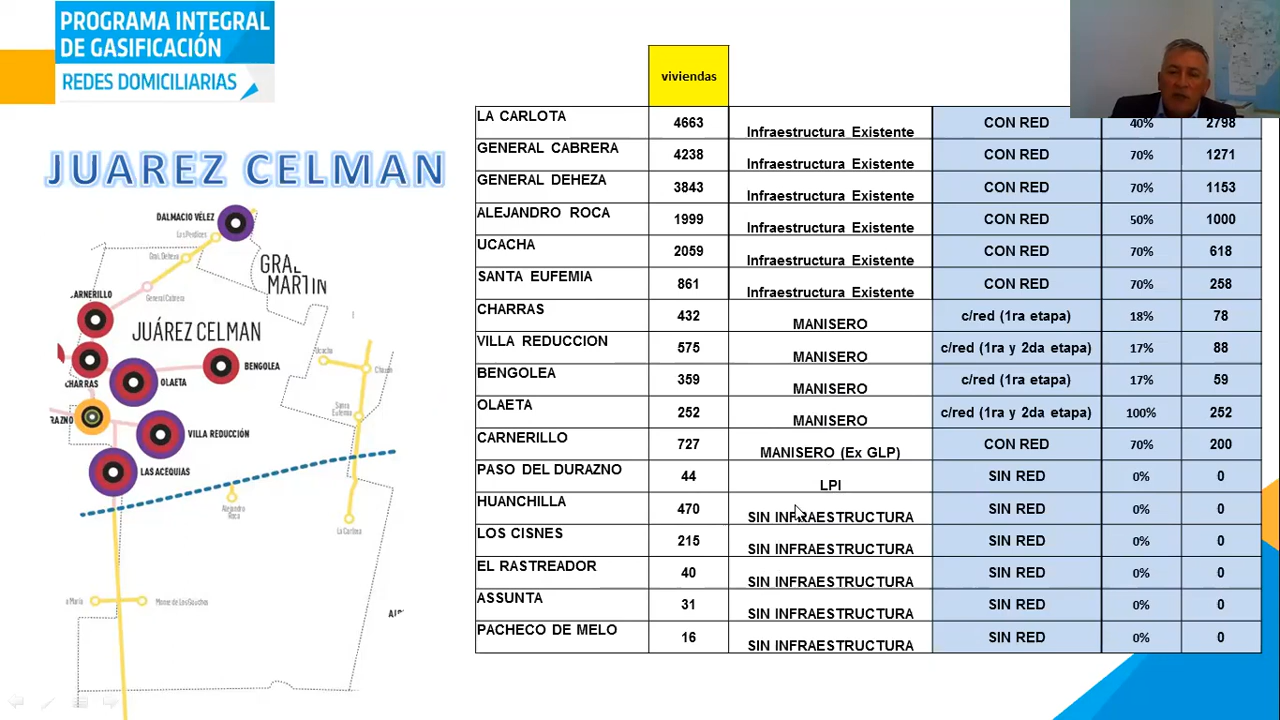 PROGRAMA INTEGRAL
DE GASIFICACIÓN
REDES DOMICILIARIAS
JUAREZ CELMAN
DALMACIO VÉLEZ
Las Perdices
Gral. Deheza
GRAL
MARTIN
General Cabrera
CARNERILLO
JUÁREZ CELMAN
Ucacha
CHARRAS
OLAETA
BENGOLEA
Santa
Eufemia
RAZNO
VILLA REDUCCIÓN
LAS ACEQUIAS
Alejandro
Roca
La Carlota
a María
Monte de Los Gauchos
viviendas
LA CARLOTA 4663 Infraestructura Existente CON RED 40% 2798
GENERAL CABRERA 4238 Infraestructura Existente CON RED 70% 1271
GENERAL DEHEZA 3843 Infraestructura Existente CON RED 70% 1153
ALEJANDRO ROCA 1999 Infraestructura Existente CON RED 50% 1000
UCACHA 2059 Infraestructura Existente CON RED 70% 618
SANTA EUFEMIA 861 Infraestructura Existente CON RED 70% 258
CHARRAS 432 MANISERO c/red (1ra etapa) 18% 78
VILLA REDUCCION 575 MANISERO c/red (1ra y 2da etapa) 17% 88
BENGOLEA 359 MANISERO c/red (1ra etapa) 17% 59
OLAETA 252 MANISERO c/red (1ra y 2da etapa) 100% 252
CARNERILLO 727 MANISERO (Ex GLP) CON RED 70% 200
PASO DEL DURAZNO 44 LPI SIN RED 0% 0
HUANCHILLA 470 SIN INFRAESTRUCTURA SIN RED 0% 0
LOS CISNES 215 SIN INFRAESTRUCTURA SIN RED 0% 0
EL RASTREADOR 40 SIN INFRAESTRUCTURA SIN RED 0% 0
ASSUNTA 31 SIN INFRAESTRUCTURA SIN RED 0% 0
PACHECO DE MELO 16 SIN INFRAESTRUCTURA SIN RED 0% 0